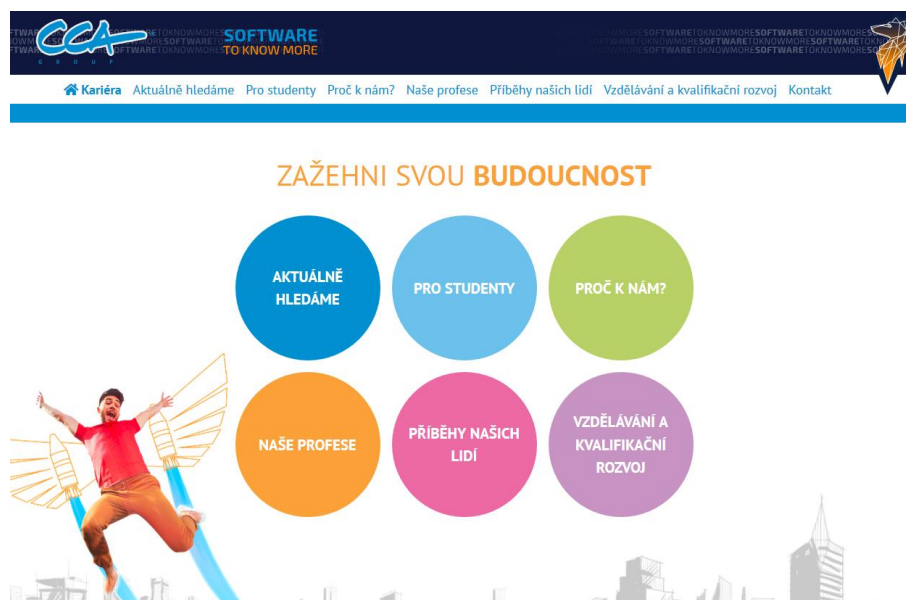 CCA
GROUP
SOFTWARE
TO KNOW MORE
Kariéra Aktuálně hledáme Pro studenty Proč k nám? Naše profese Příběhy našich lidí Vzdělávání a kvalifikační rozvoj Kontakt
ZAŽEHNI SVOU BUDOUCNOST
AKTUÁLNĚ
HLEDÁME
PRO STUDENTY
PROČ K NÁM?
NAŠE PROFESE
PŘÍBĚHY NAŠICH
LIDÍ
VZDĚLÁVÁNÍ A
KVALIFIKAČNÍ
ROZVOJ